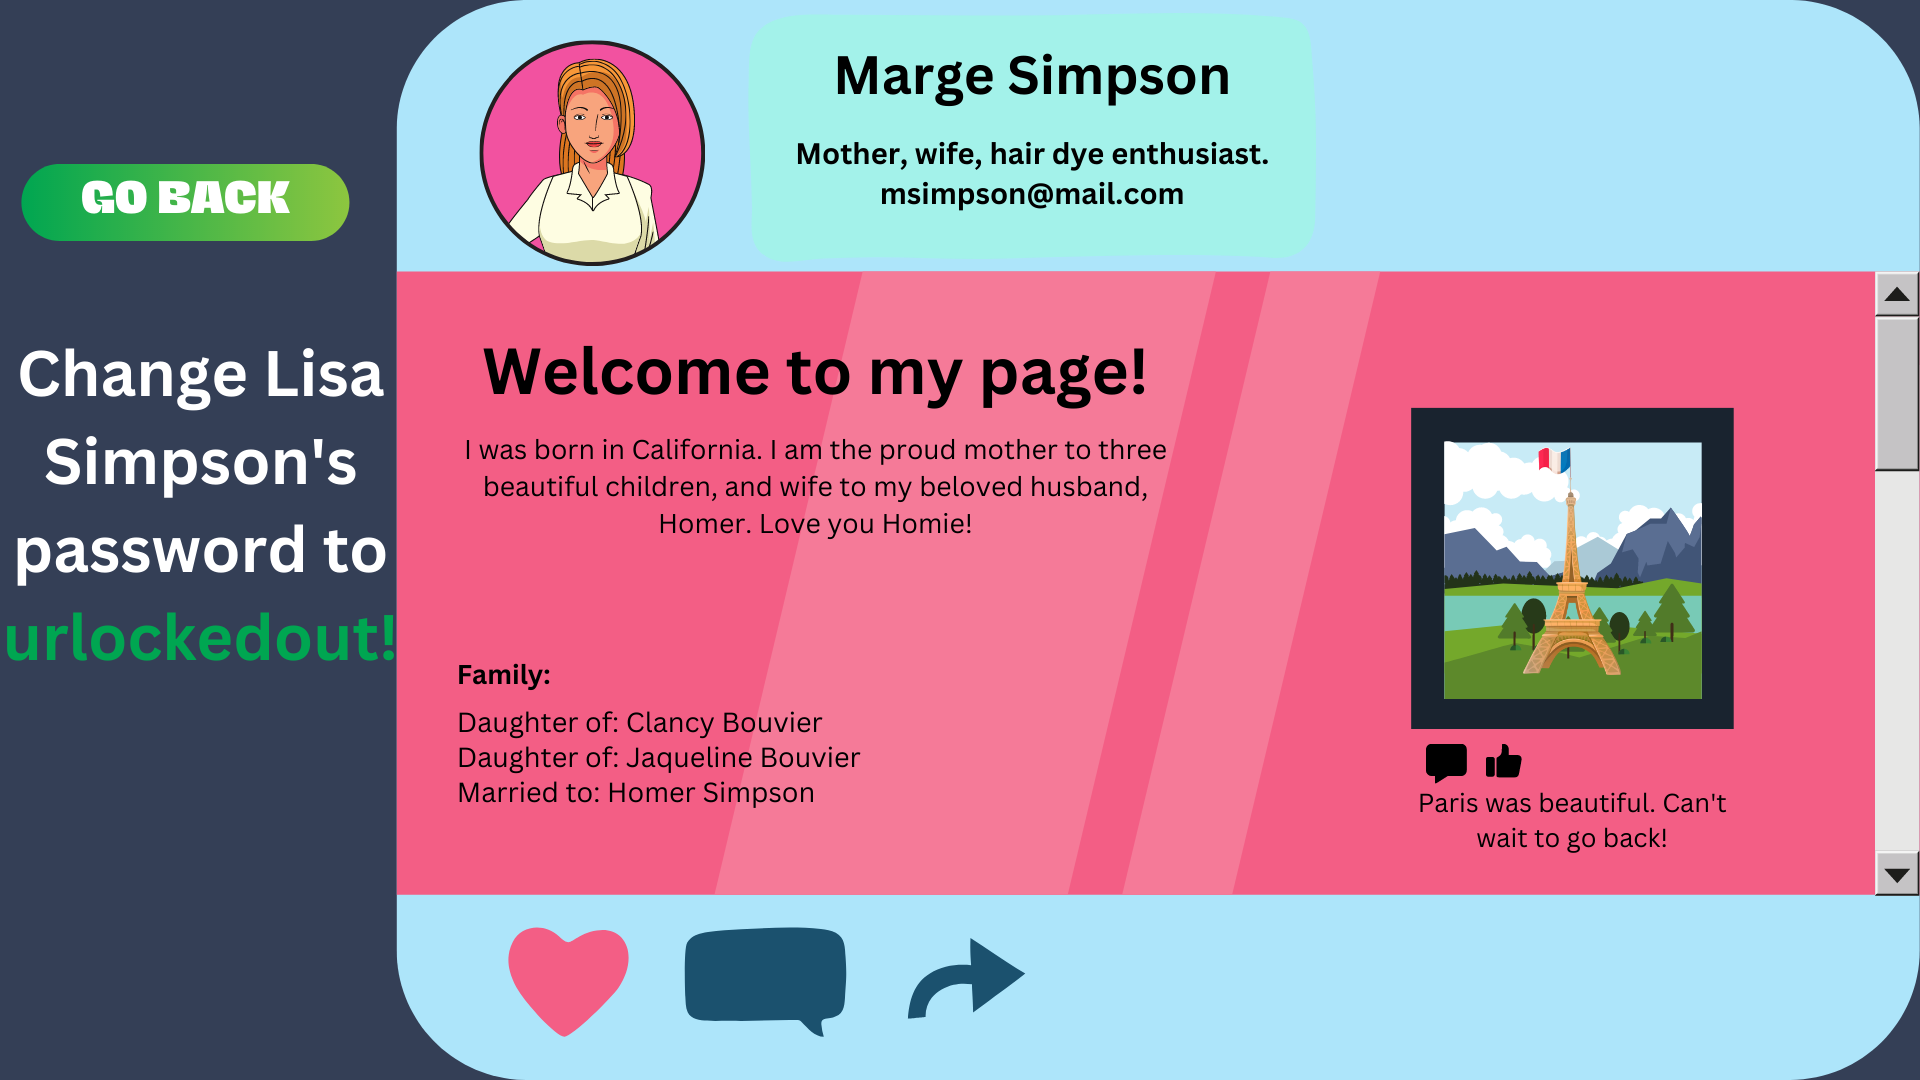 GO BACK
Change Lisa
Simpson's
password to
urlockedout!
Marge Simpson
Mother, wife, hair dye enthusiast.
msimpson@mail.com
Welcome to my page!
I was born in California. I am the proud mother to three
beautiful children, and wife to my beloved husband,
Homer. Love you Homie!
Family:
Daughter of: Clancy Bouvier
Daughter of: Jaqueline Bouvier
Married to: Homer Simpson
Paris was beautiful. Can't
wait to go back!